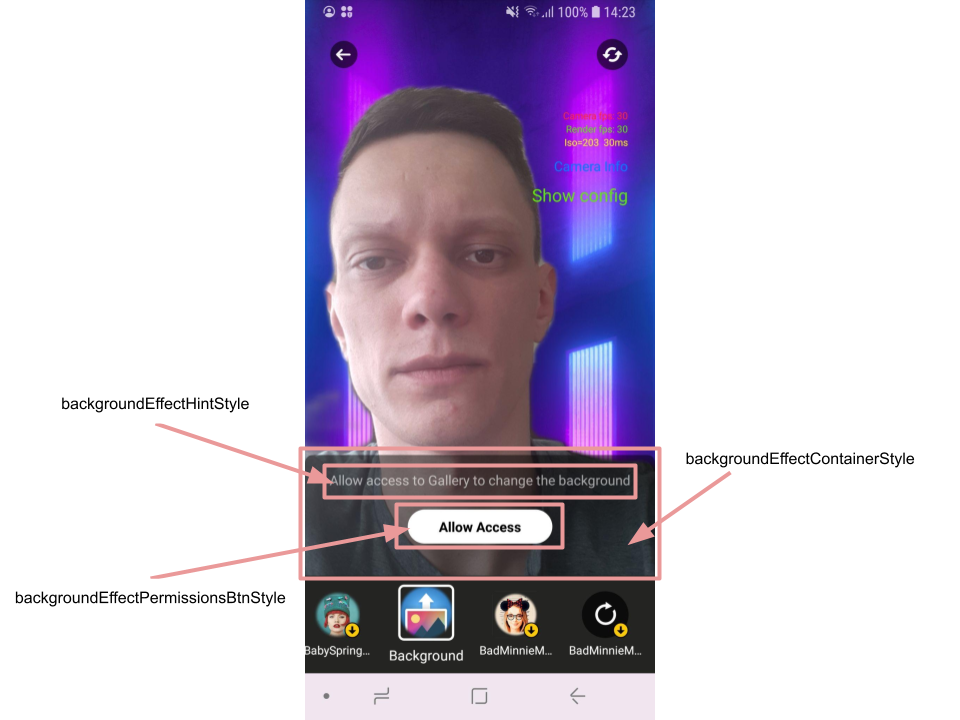 100% 14:23
Camera fps: 30
Render fps: 30
Iso=203 30ms
Camera Info
Show config
backgroundEffectHintStyle
backgroundEffectContainerStyle
Allow access to Gallery to change the background
Allow Access
backgroundEffectPermissionsBtnStyle
BabySpring...
Background
BadMinnieM...
BadMinnieM...